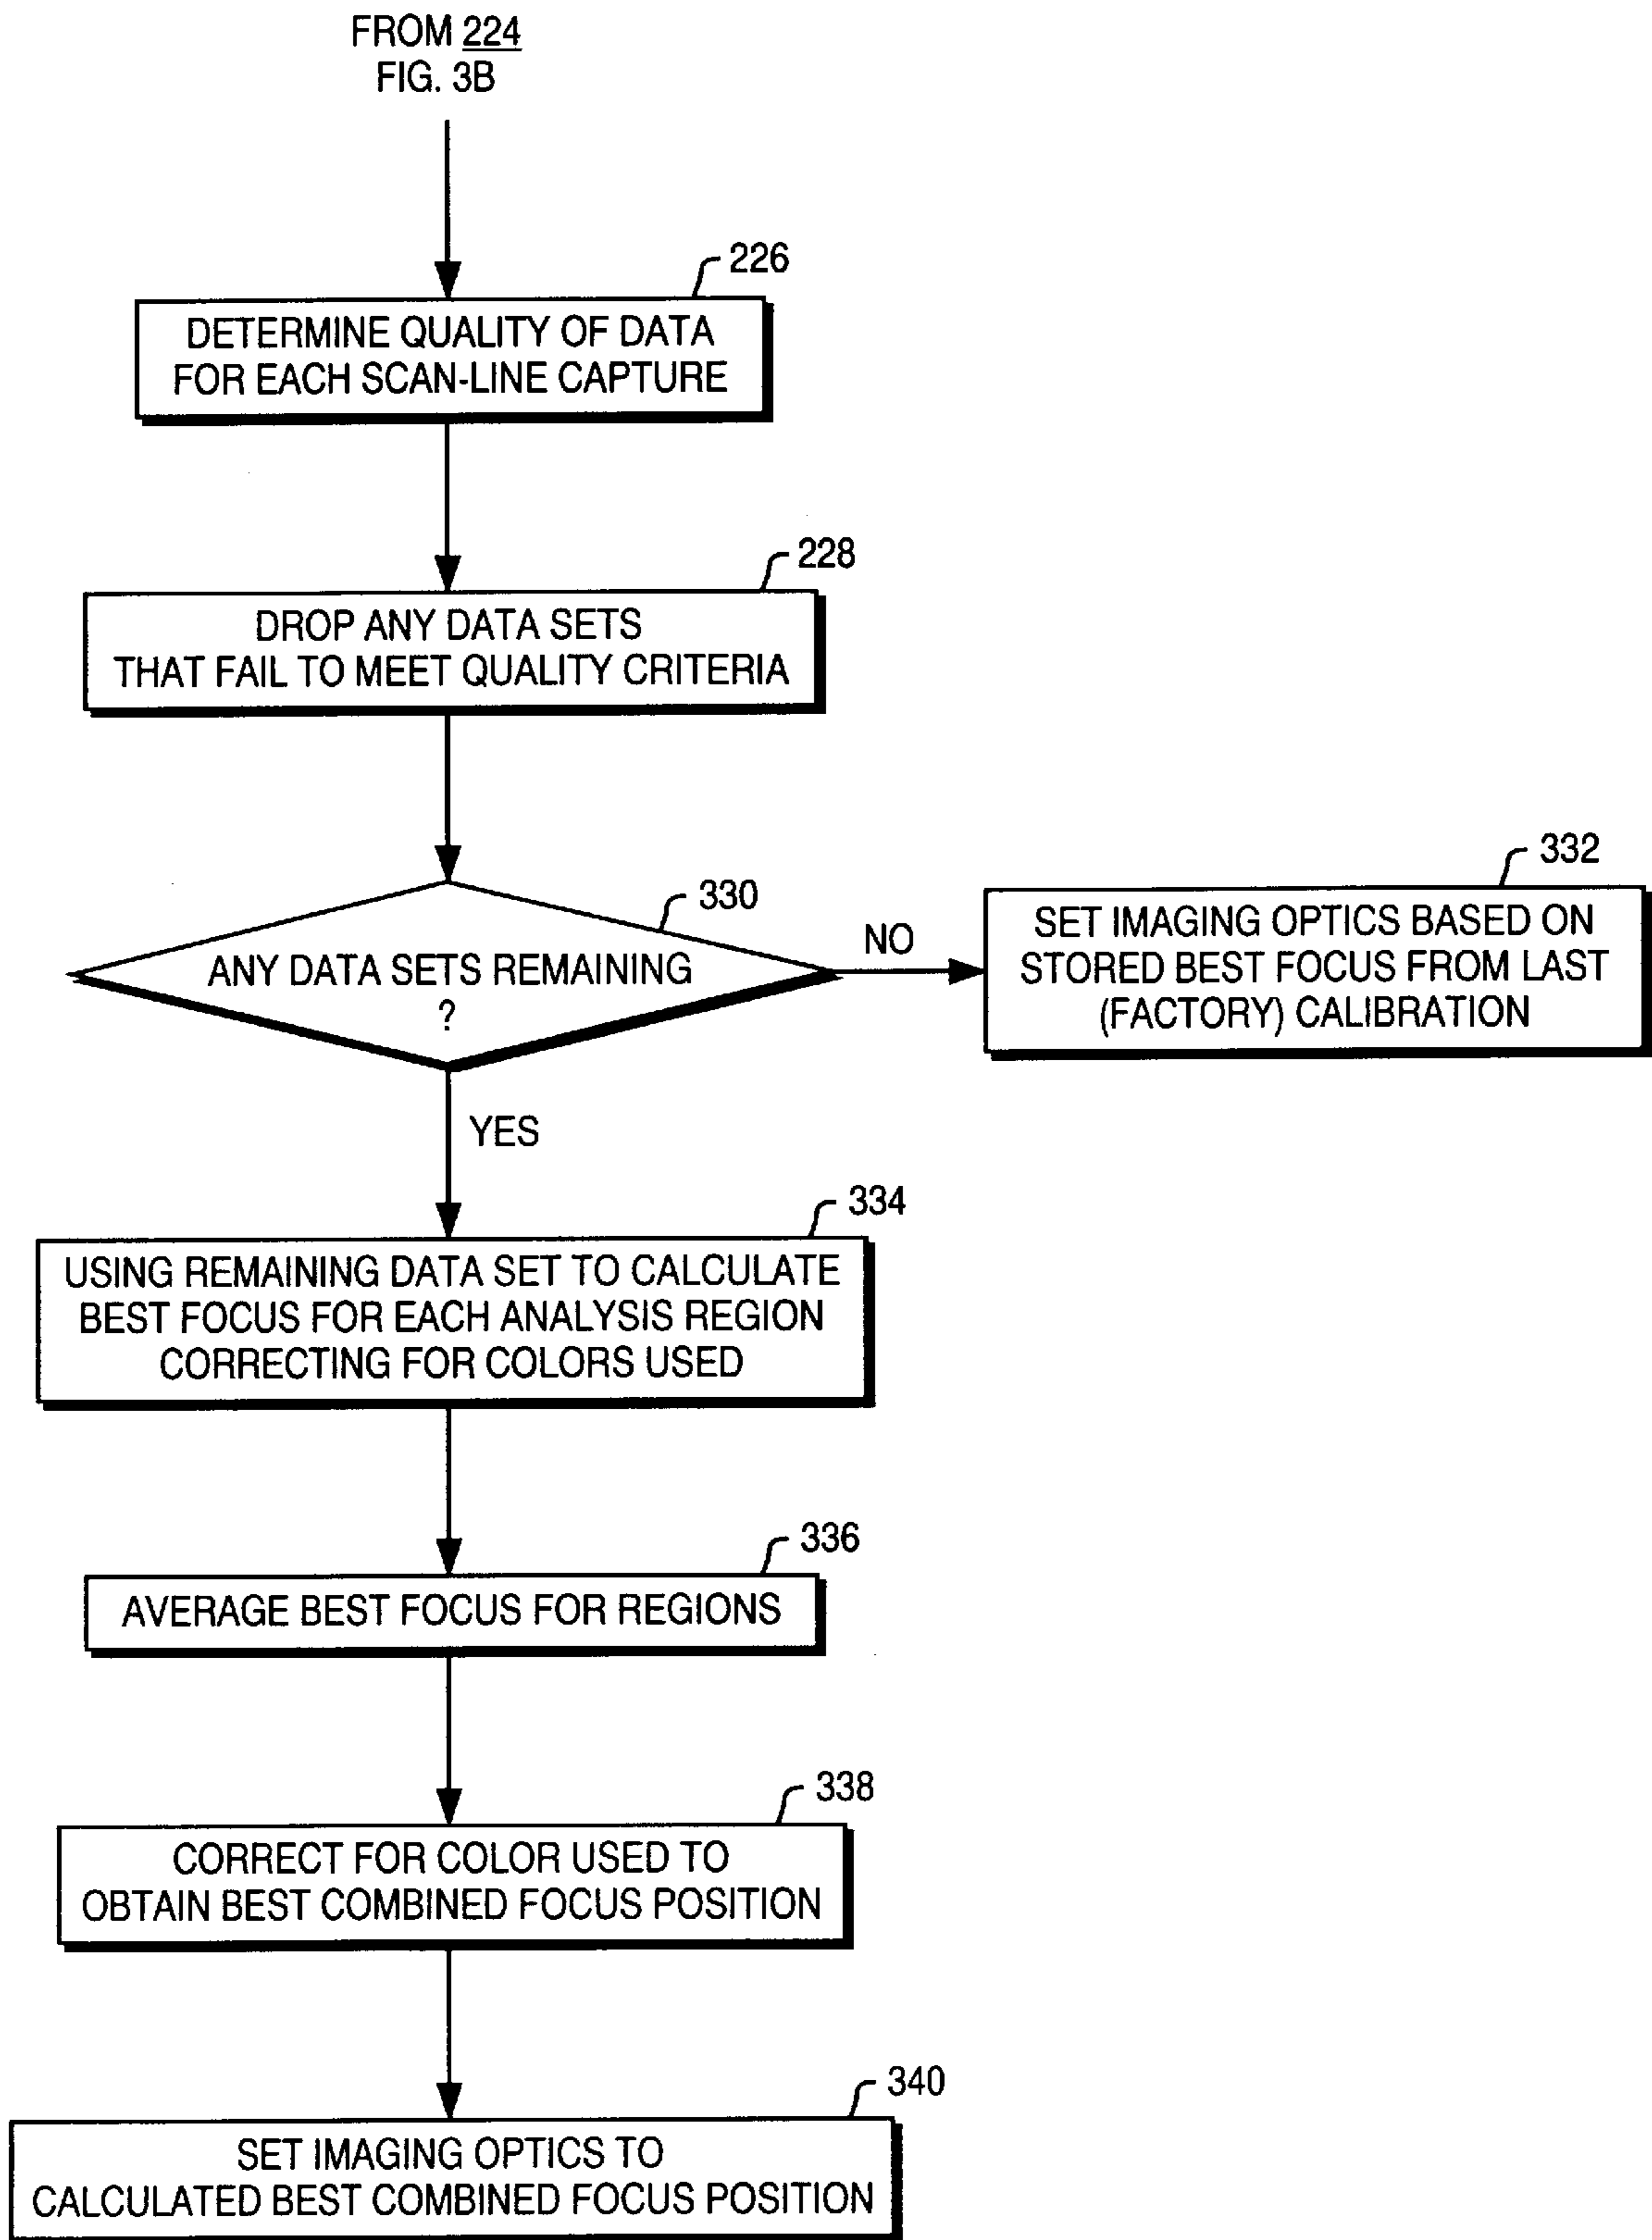 FROM 224
FIG. 3B
226
DETERMINE QUALITY OF DATA
FOR EACH SCAN-LINE CAPTURE
228
DROP ANY DATA SETS
THAT FAIL TO MEET QUALITY CRITERIA
330
ANY DATA SETS REMAINING
?
NO
332
SET IMAGING OPTICS BASED ON
STORED BEST FOCUS FROM LAST
(FACTORY) CALIBRATION
YES
334
USING REMAINING DATA SET TO CALCULATE
BEST FOCUS FOR EACH ANALYSIS REGION
CORRECTING FOR COLORS USED
336
AVERAGE BEST FOCUS FOR REGIONS
338
CORRECT FOR COLOR USED TO
OBTAIN BEST COMBINED FOCUS POSITION
340
SET IMAGING OPTICS TO
CALCULATED BEST COMBINED FOCUS POSITION